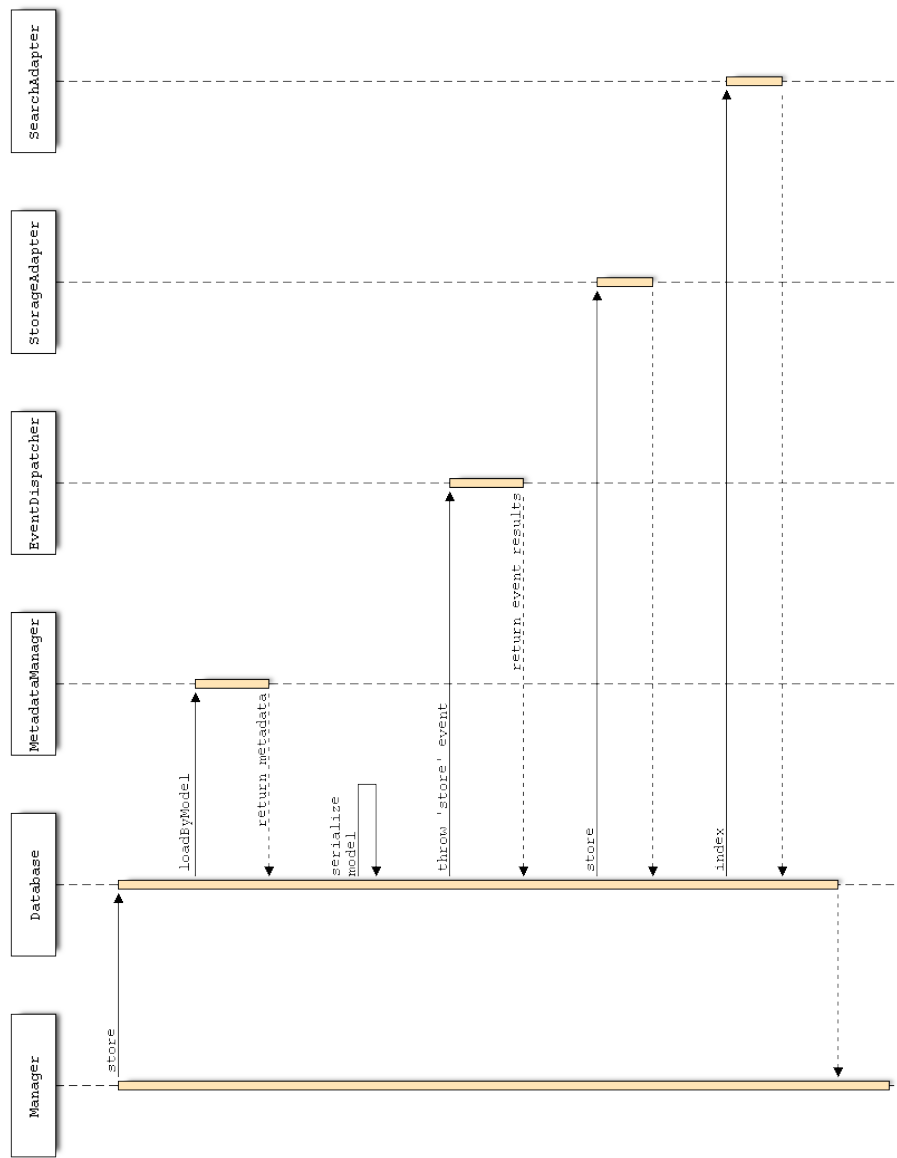 Manager
Database
MetadataManager
EventDispatcher
StorageAdapter
SearchAdapter
store
loadByModel
return metadata
serialize
model
throw 'store' event
return event results
store
index